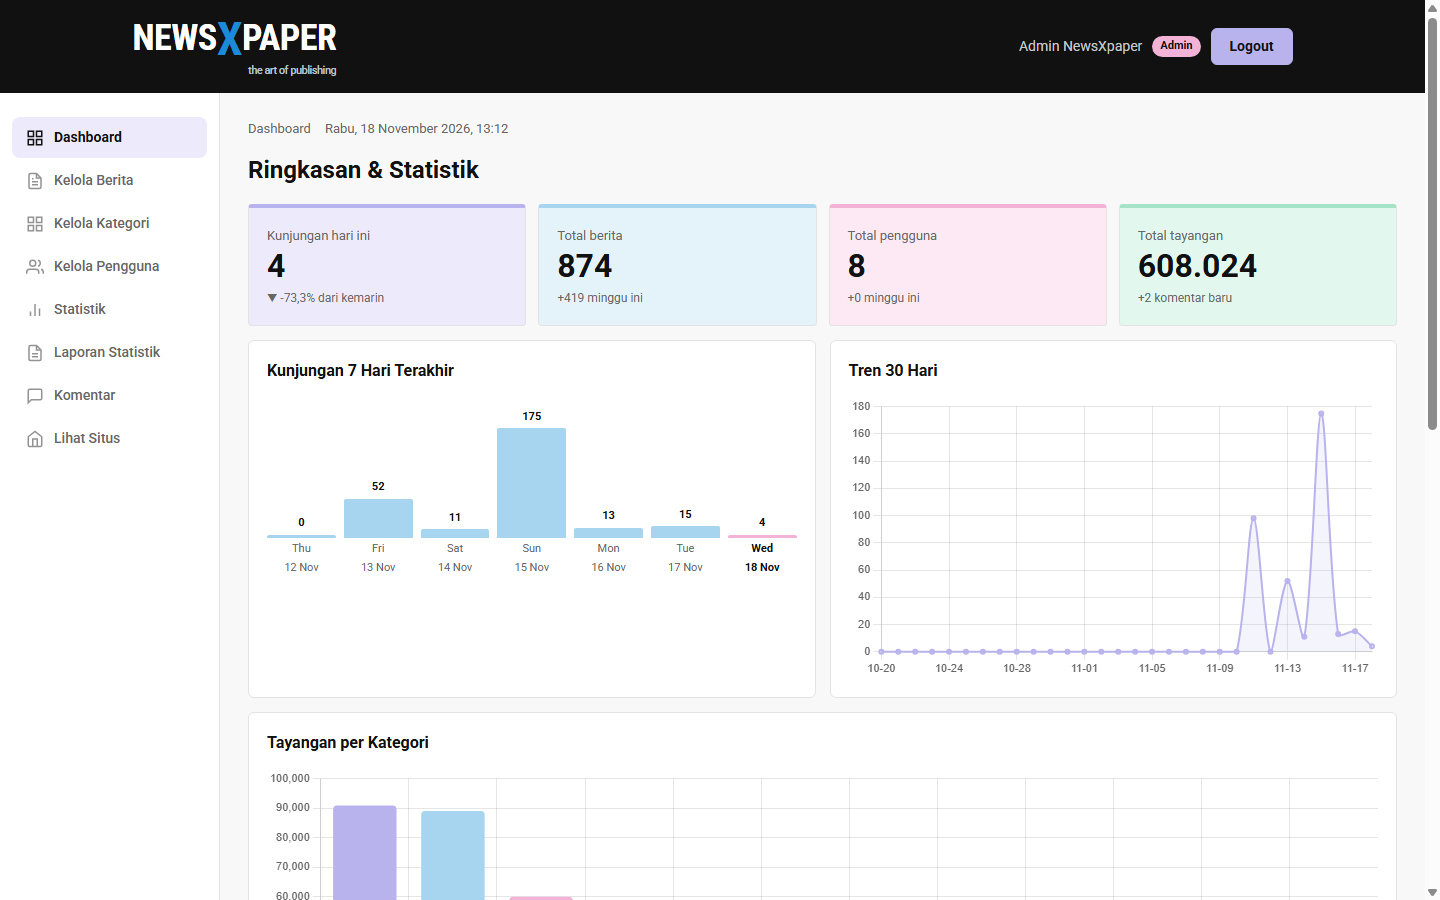 NEWSXPAPER
the art of publishing
Admin NewsXpaper
Admin
Logout
Dashboard
Kelola Berita
Kelola Kategori
Kelola Pengguna
Statistik
Laporan Statistik
Komentar
Lihat Situs
Dashboard Rabu, 18 November 2026, 13:12
Ringkasan & Statistik
Kunjungan hari ini
4
▼ -73,3% dari kemarin
Total berita
874
+419 minggu ini
Total pengguna
8
+0 minggu ini
Total tayangan
608.024
+2 komentar baru
Kunjungan 7 Hari Terakhir
0
Thu
12 Nov
52
Fri
13 Nov
11
Sat
14 Nov
175
Sun
15 Nov
13
Mon
16 Nov
15
Tue
17 Nov
4
Wed
18 Nov
Tren 30 Hari
180
160
140
120
100
80
60
40
20
0
10-20 10-24 10-28 11-01 11-05 11-09 11-13 11-17
Tayangan per Kategori
100,000
90,000
80,000
70,000
60,000